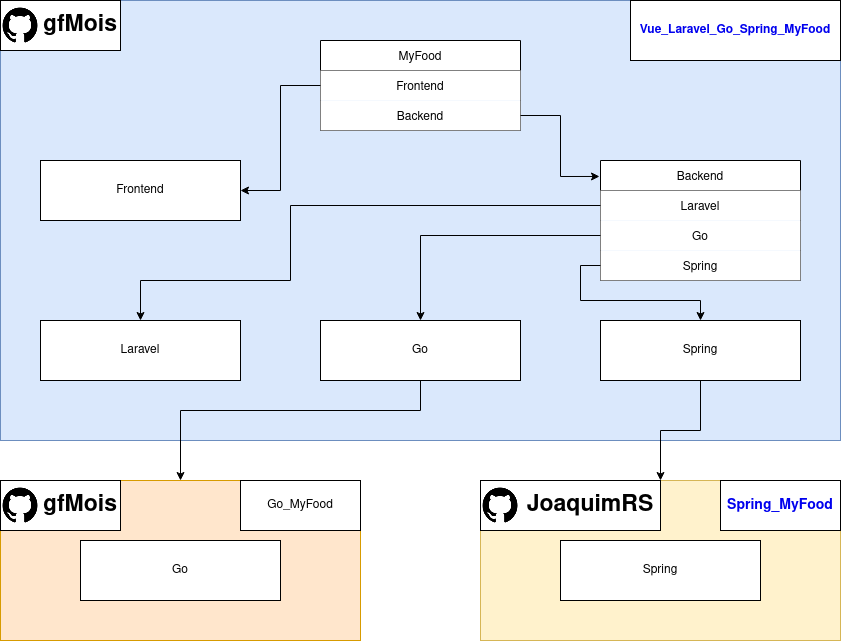 gfMois
Vue_Laravel_Go_Spring_MyFood
MyFood
Frontend
Backend
Frontend
Backend
Laravel
Go
Spring
Laravel
Go
Spring
gfMois
Go_MyFood
Go
JoaquimRS
Spring_MyFood
Spring